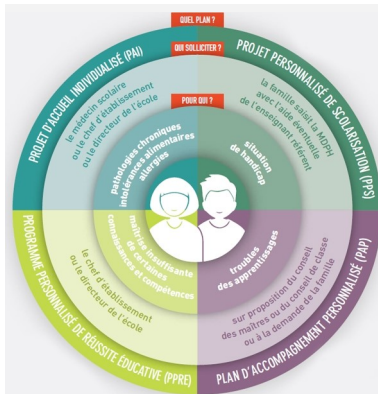 QUEL PLAN ?
QUI SOLLICITER ?
POUR QUI ?
PROJET D'ACCUEIL INDIVIDUALISÉ (PAI)
le médecin scolaire
ou le chef d'établissement
ou le directeur de l'école
pathologies chroniques
intolérances alimentaires
allergies
PROJET PERSONNALISÉ DE SCOLARISATION (PPS)
la famille saisit la MDPH
avec l'aide éventuelle
de l'enseignant référent
situation
de handicap
PROGRAMME PERSONNALISÉ DE RÉUSSITE ÉDUCATIVE (PPRE)
le chef d'établissement
ou le directeur de l'école
maîtrise insuffisante
de certaines
connaissances et compétences
PLAN D'ACCOMPAGNEMENT PERSONNALISÉ (PAP)
sur proposition du conseil
des maîtres ou du conseil de classe
ou à la demande de la famille
troubles
des apprentissages